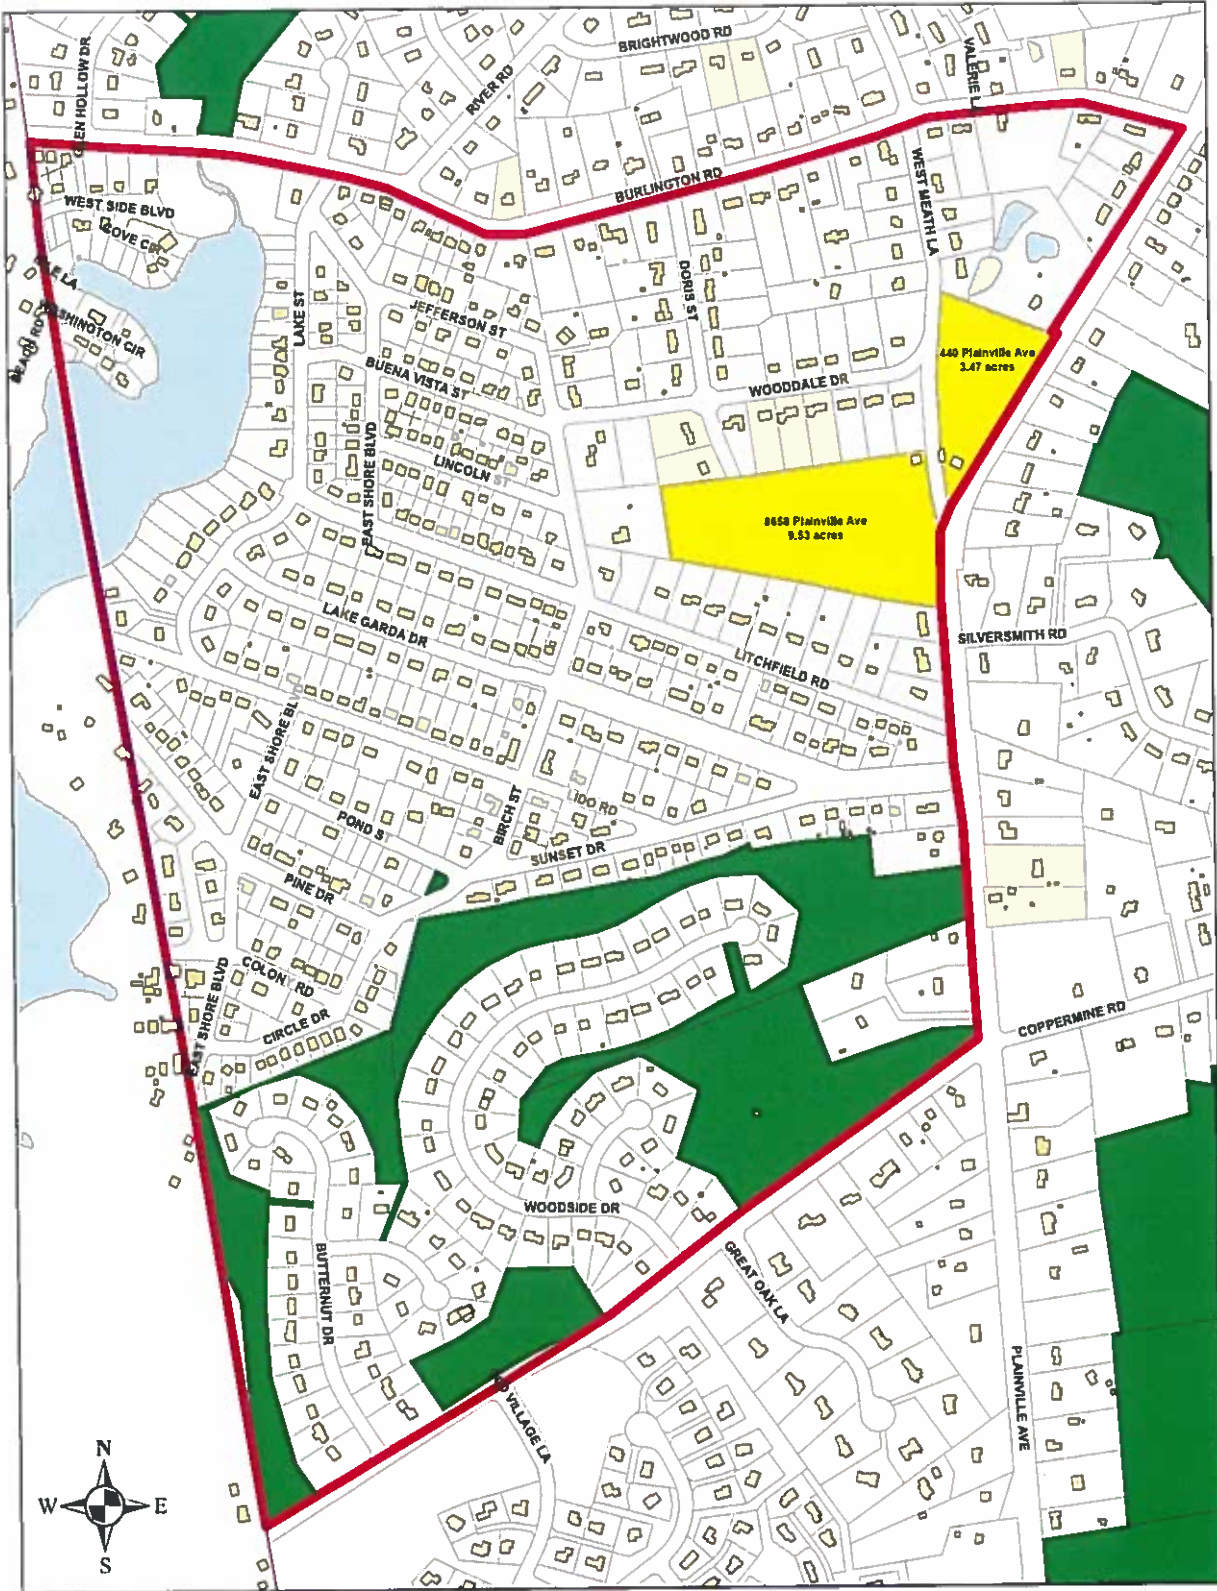 BRIGHTWOOD RD
GLEN HOLLOW DR
RIVER RD
VALERIE LA
BURLINGTON RD
WEST MEATH LA
WEST SIDE BLVD
COVE CIR
WASHINGTON CIR
BEACH RD
LAKE ST
DORIS ST
JEFFERSON ST
BUENA VISTA ST
440 Plainville Ave
3.47 acres
WOODDALE DR
EAST SHORE BLVD
LINCOLN ST
8658 Plainville Ave
9.53 acres
LAKE GARDA DR
SILVERSMITH RD
LITCHFIELD RD
EAST SHORE BLVD
LIDO RD
BIRCH ST
POND S
SUNSET DR
PINE DR
COLONY RD
EAST SHORE BLVD
CIRCLE DR
COPPERMINE RD
WOODSIDE DR
BUTTERNUT DR
GREAT OAK LA
PLAINVILLE AVE
VILLAGE LA
N
W E
S